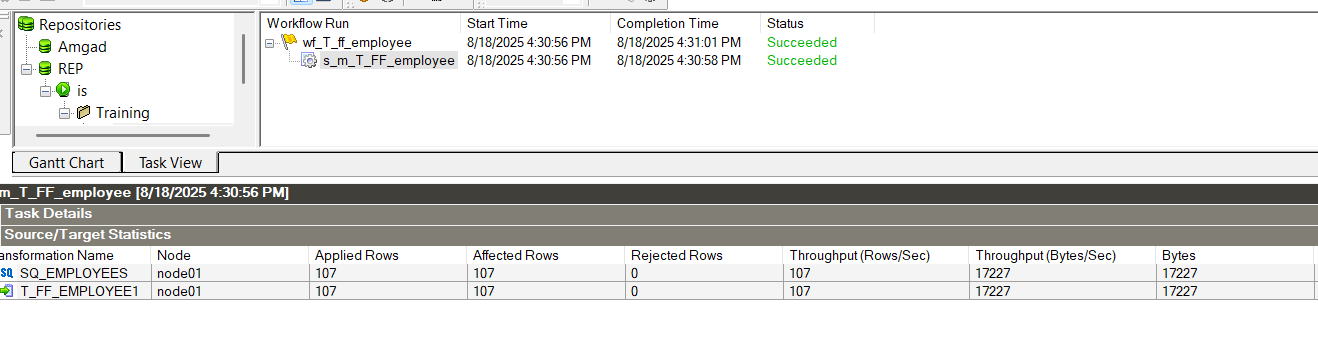 Repositories
Amgad
REP
is
Training
Workflow Run Start Time Completion Time Status
wf_T_ff_employee 8/18/2025 4:30:56 PM 8/18/2025 4:31:01 PM Succeeded
s_m_T_FF_employee 8/18/2025 4:30:56 PM 8/18/2025 4:30:58 PM Succeeded
Gantt Chart Task View
m_T_FF_employee [8/18/2025 4:30:56 PM]
Task Details
Source/Target Statistics
ansformation Name Node Applied Rows Affected Rows Rejected Rows Throughput (Rows/Sec) Throughput (Bytes/Sec) Bytes
SQ SQ_EMPLOYEES node01 107 107 0 107 17227 17227
T_FF_EMPLOYEE1 node01 107 107 0 107 17227 17227